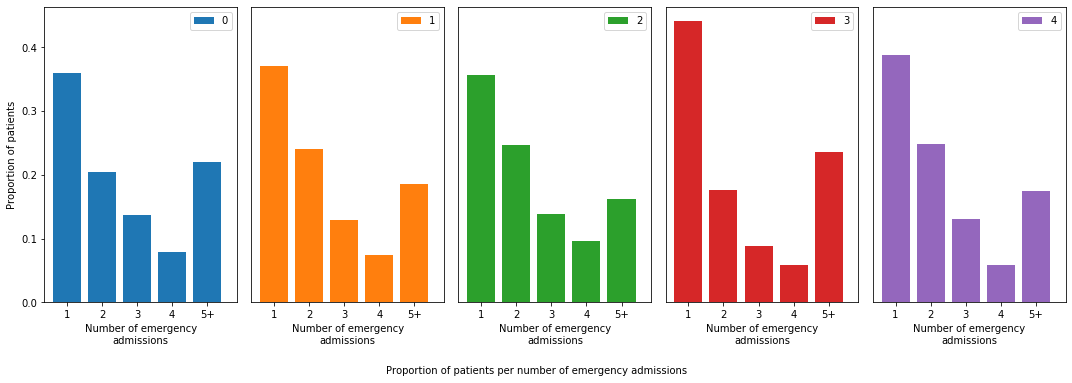 0
1
2
3
4
0.4
0.3
0.2
0.1
0.0
Proportion of patients
1 2 3 4 5+
1 2 3 4 5+
1 2 3 4 5+
1 2 3 4 5+
1 2 3 4 5+
Number of emergency
admissions
Number of emergency
admissions
Number of emergency
admissions
Number of emergency
admissions
Number of emergency
admissions
Proportion of patients per number of emergency admissions